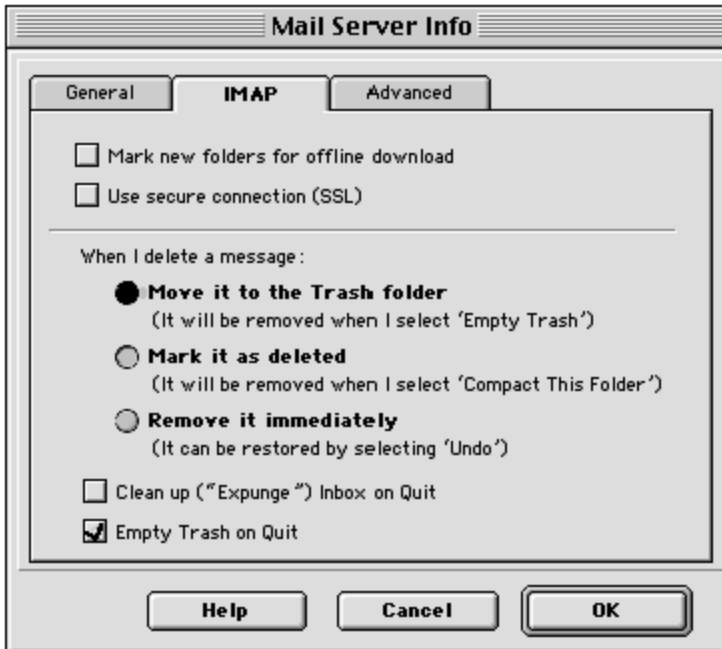 Mail Server Info
General
IMAP
Advanced
Mark new folders for offline download
Use secure connection (SSL)
When I delete a message:
Move it to the Trash folder
(It will be removed when I select 'Empty Trash')
Mark it as deleted
(It will be removed when I select 'Compact This Folder')
Remove it immediately
(It can be restored by selecting 'Undo')
Clean up ("Expunge") Inbox on Quit
Empty Trash on Quit
Help
Cancel
OK